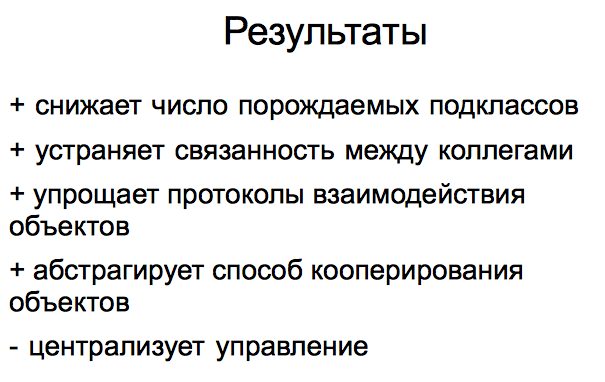 Результаты
+ снижает число порождаемых подклассов
+ устраняет связанность между коллегами
+ упрощает протоколы взаимодействия
объектов
+ абстрагирует способ кооперирования
объектов
- централизует управление